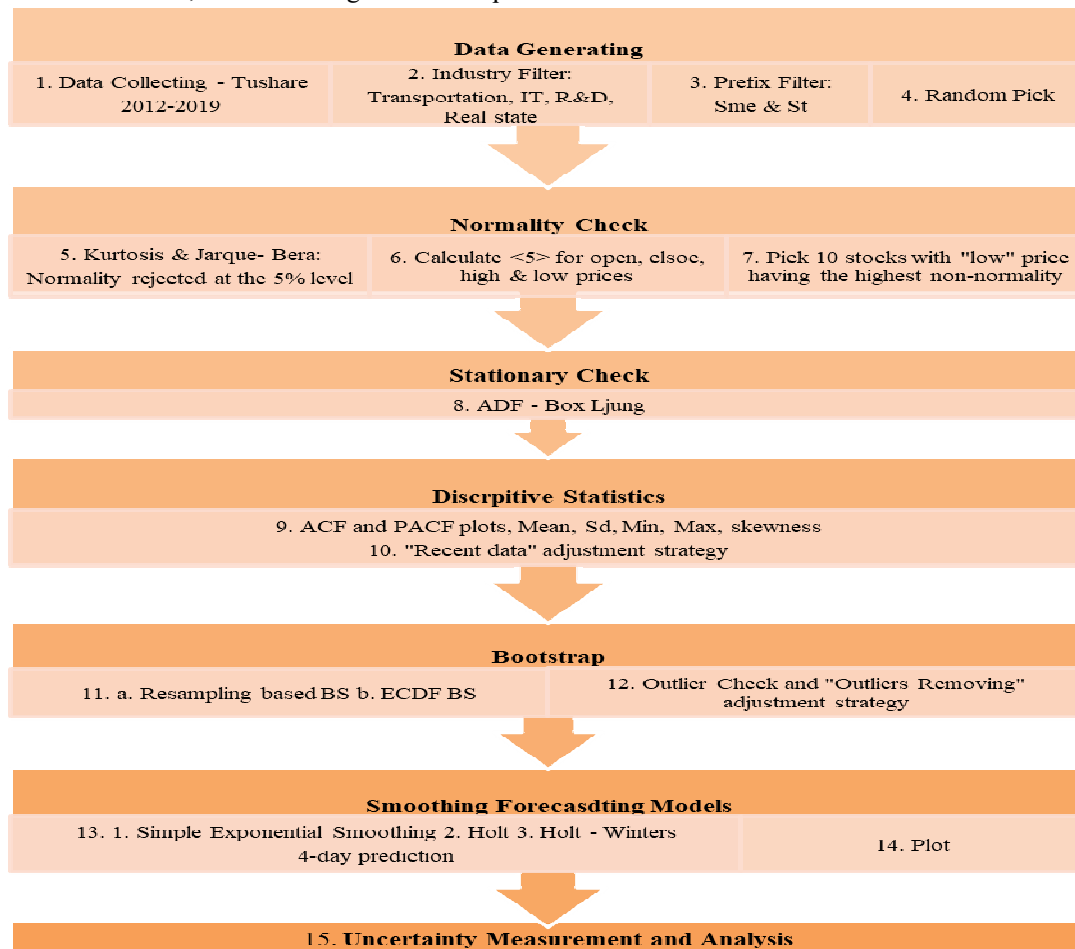 Data Generating
1. Data Collecting - Tushare
2012-2019
2. Industry Filter:
Transportation, IT, R&D,
Real state
3. Prefix Filter:
Sme & St
4. Random Pick
Normality Check
5. Kurtosis & Jarque- Bera:
Normality rejected at the 5% level
6. Calculate <5> for open, clsoe,
high & low prices
7. Pick 10 stocks with "low" price
having the highest non-normality
Stationary Check
8. ADF - Box Ljung
Discrpitive Statistics
9. ACF and PACF plots, Mean, Sd, Min, Max, skewness
10. "Recent data" adjustment strategy
Bootstrap
11. a. Resampling based BS b. ECDF BS
12. Outlier Check and "Outliers Removing"
adjustment strategy
Smoothing Forecasdting Models
13. 1. Simple Exponential Smoothing 2. Holt 3. Holt - Winters
4-day prediction
14. Plot
15. Uncertainty Measurement and Analysis